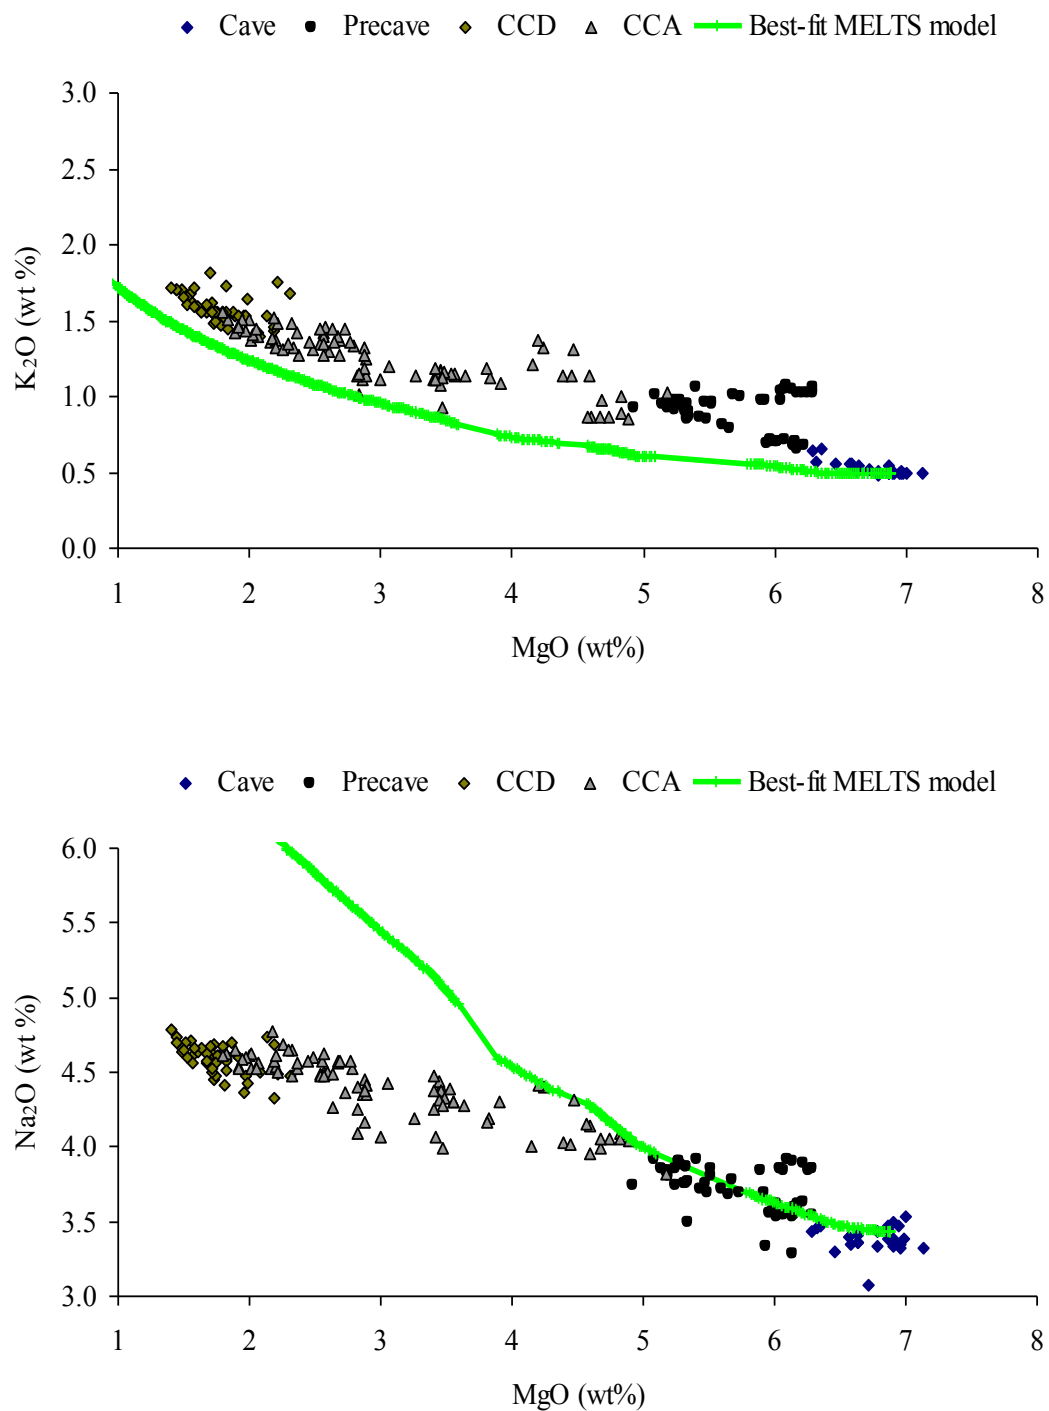 Cave Precave CCD CCA Best-fit MELTS model
3.0
2.5
2.0
1.5
1.0
0.5
0.0
K₂O (wt %)
1 2 3 4 5 6 7 8
MgO (wt%)
Cave Precave CCD CCA Best-fit MELTS model
6.0
5.5
5.0
4.5
4.0
3.5
3.0
Na₂O (wt %)
1 2 3 4 5 6 7 8
MgO (wt%)